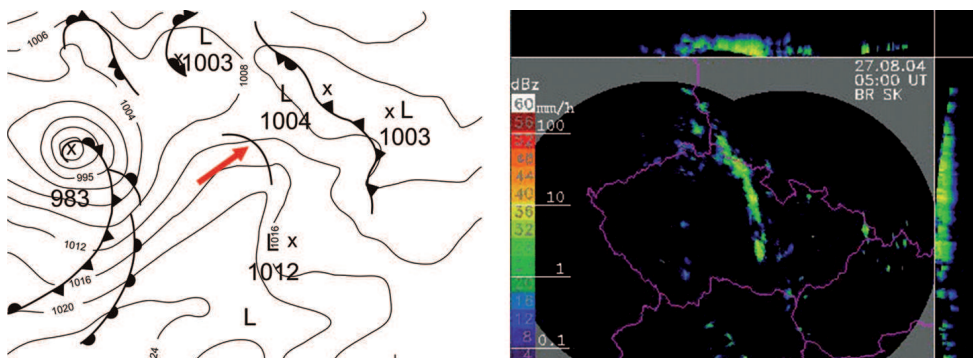 1006
L
1003
x
1008
1004
L
1004
x
x L
1003
x
995
983
1012
1016
1020
1016
L x
1012
L
24
L
27.08.04
05:00 UT
BR SK
dBz
60 mm/h
56 100
52
48
44
40 10
36
32
28
24
20 1
16
12
8
4 0.1